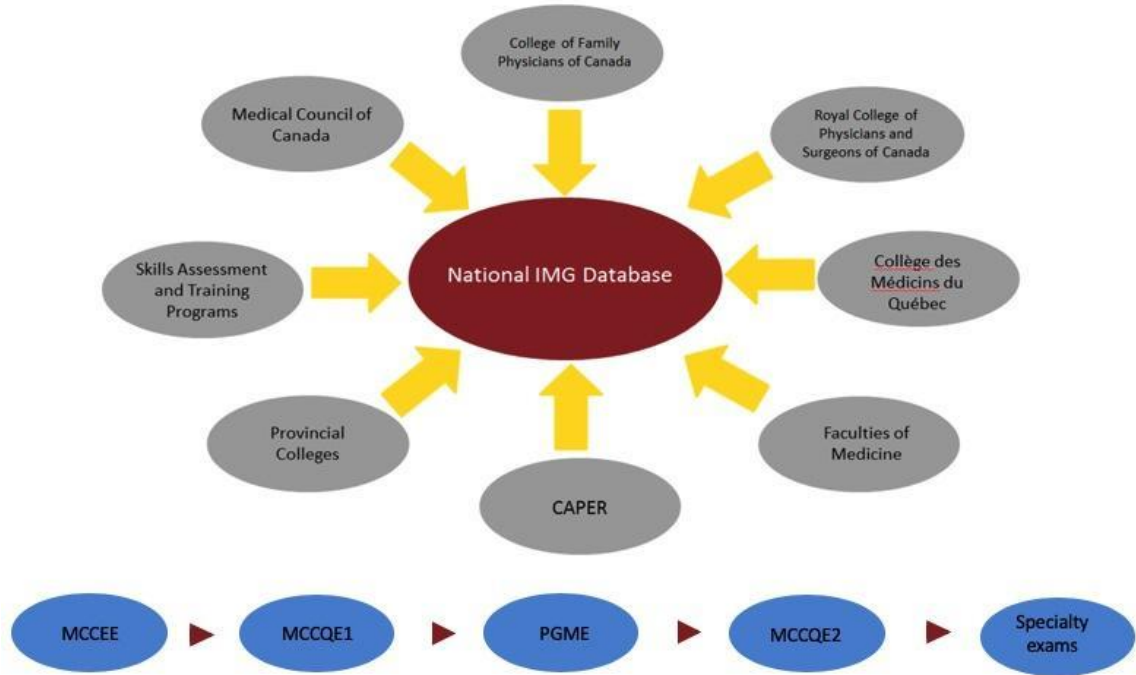 College of Family
Physicians of Canada
Medical Council of
Canada
Royal College of
Physicians and
Surgeons of Canada
National IMG Database
Skills Assessment
and Training
Programs
Collège des
Médicins du
Québec
Provincial
Colleges
Faculties of
Medicine
CAPER
MCCEE
MCCQE1
PGME
MCCQE2
Specialty
exams